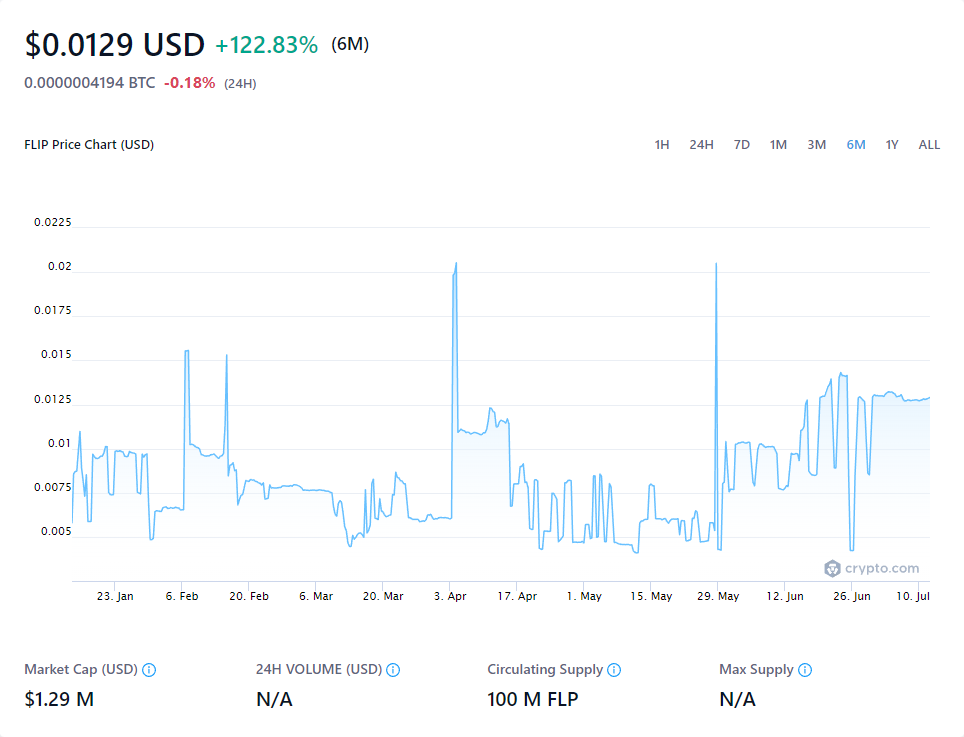 $0.0129 USD +122.83% (6M)
0.0000004194 BTC -0.18% (24H)
FLIP Price Chart (USD) 1H 24H 7D 1M 3M 6M 1Y ALL
0.0225
0.02
0.0175
0.015
0.0125
0.01
0.0075
0.005
crypto.com
23. Jan 6. Feb 20. Feb 6. Mar 20. Mar 3. Apr 17. Apr 1. May 15. May 29. May 12. Jun 26. Jun 10. Jul
Market Cap (USD) 24H VOLUME (USD) Circulating Supply Max Supply
$1.29 M N/A 100 M FLP N/A